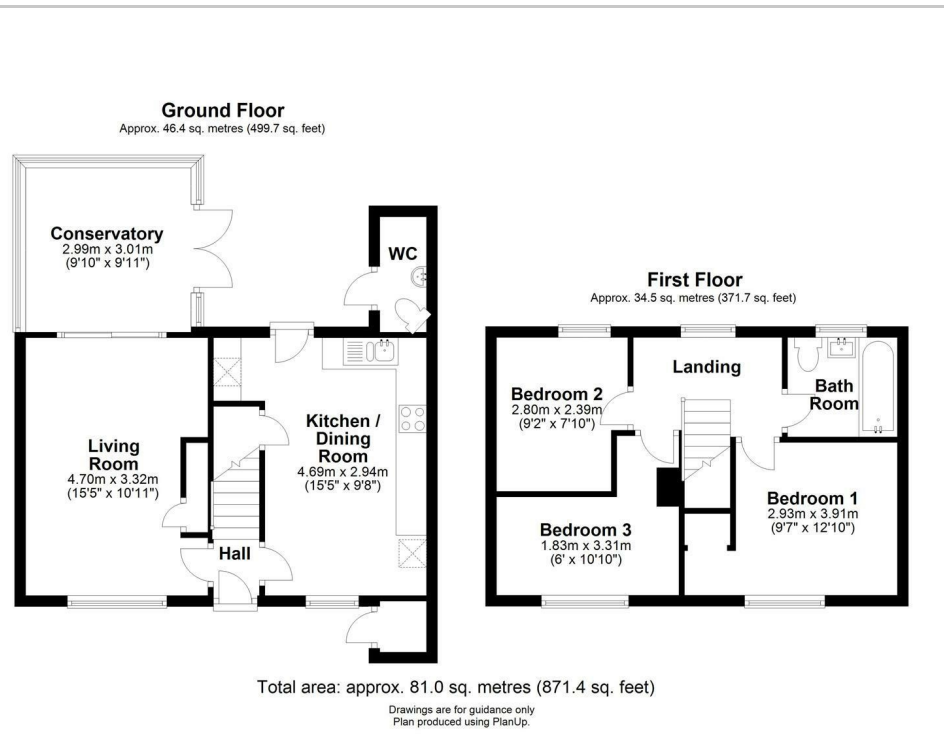 Ground Floor
Approx. 46.4 sq. metres (499.7 sq. feet)
Conservatory
2.99m x 3.01m
(9'10" x 9'11")
WC
Living
Room
4.70m x 3.32m
(15'5" x 10'11")
Kitchen /
Dining
Room
4.69m x 2.94m
(15'5" x 9'8")
Hall
First Floor
Approx. 34.5 sq. metres (371.7 sq. feet)
Landing
Bedroom 2
2.80m x 2.39m
(9'2" x 7'10")
Bath
Room
Bedroom 3
1.83m x 3.31m
(6' x 10'10")
Bedroom 1
2.93m x 3.91m
(9'7" x 12'10")
Total area: approx. 81.0 sq. metres (871.4 sq. feet)
Drawings are for guidance only
Plan produced using PlanUp.